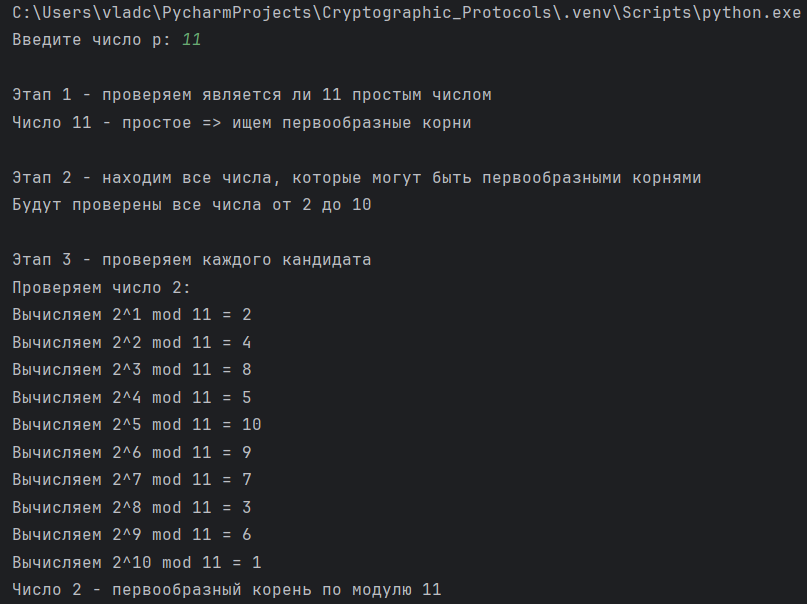 C:\Users\vladc\PycharmProjects\Cryptographic_Protocols\.venv\Scripts\python.exe
Введите число p: 11
Этап 1 - проверяем является ли 11 простым числом
Число 11 - простое => ищем первообразные корни
Этап 2 - находим все числа, которые могут быть первообразными корнями
Будут проверены все числа от 2 до 10
Этап 3 - проверяем каждого кандидата
Проверяем число 2:
Вычисляем 2^1 mod 11 = 2
Вычисляем 2^2 mod 11 = 4
Вычисляем 2^3 mod 11 = 8
Вычисляем 2^4 mod 11 = 5
Вычисляем 2^5 mod 11 = 10
Вычисляем 2^6 mod 11 = 9
Вычисляем 2^7 mod 11 = 7
Вычисляем 2^8 mod 11 = 3
Вычисляем 2^9 mod 11 = 6
Вычисляем 2^10 mod 11 = 1
Число 2 - первообразный корень по модулю 11